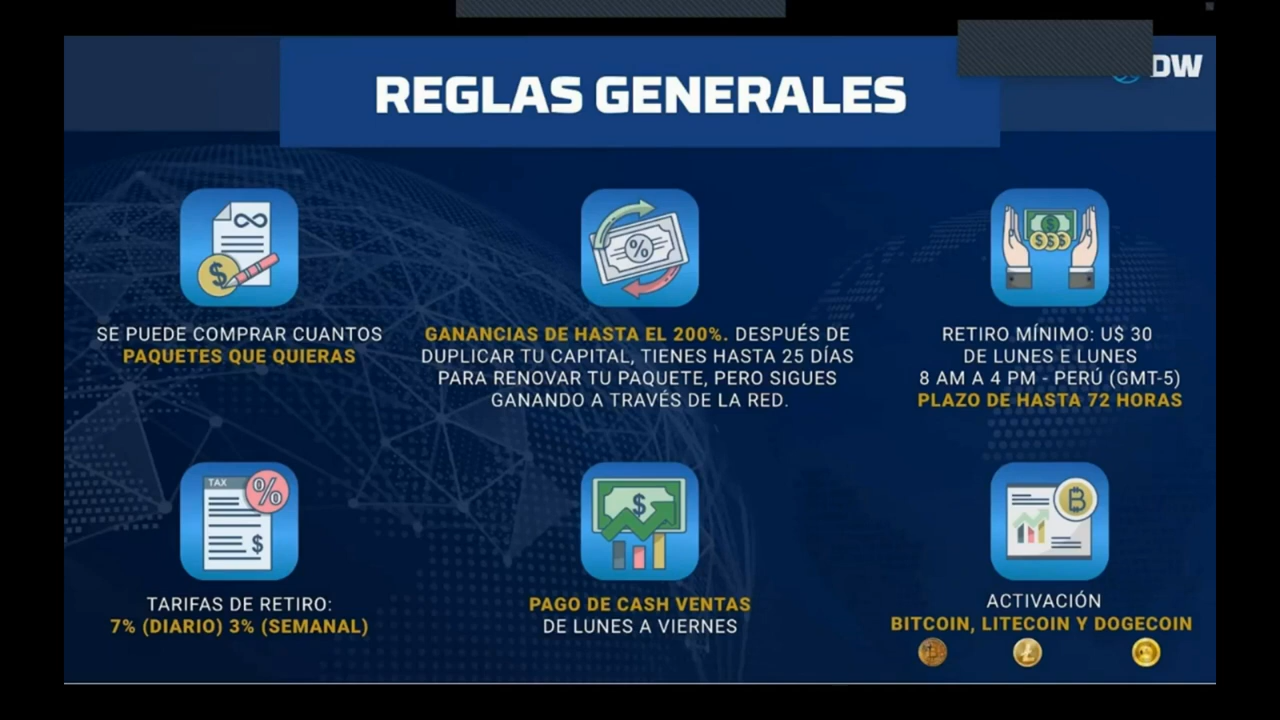 REGLAS GENERALES
DW
SE PUEDE COMPRAR CUANTOS
PAQUETES QUE QUIERAS
GANANCIAS DE HASTA EL 200%. DESPUÉS DE
DUPLICAR TU CAPITAL, TIENES HASTA 25 DÍAS
PARA RENOVAR TU PAQUETE, PERO SIGUES
GANANDO A TRAVÉS DE LA RED.
RETIRO MÍNIMO: U$ 30
DE LUNES E LUNES
8 AM A 4 PM - PERÚ (GMT-5)
PLAZO DE HASTA 72 HORAS
TAX
TARIFAS DE RETIRO:
7% (DIARIO) 3% (SEMANAL)
PAGO DE CASH VENTAS
DE LUNES A VIERNES
ACTIVACIÓN
BITCOIN, LITECOIN Y DOGECOIN